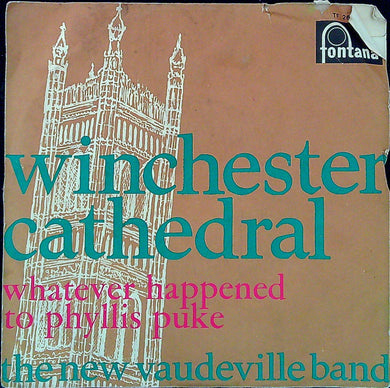 fontana
winchester
cathedral
whatever happened
to phyllis puke
the new vaudeville band